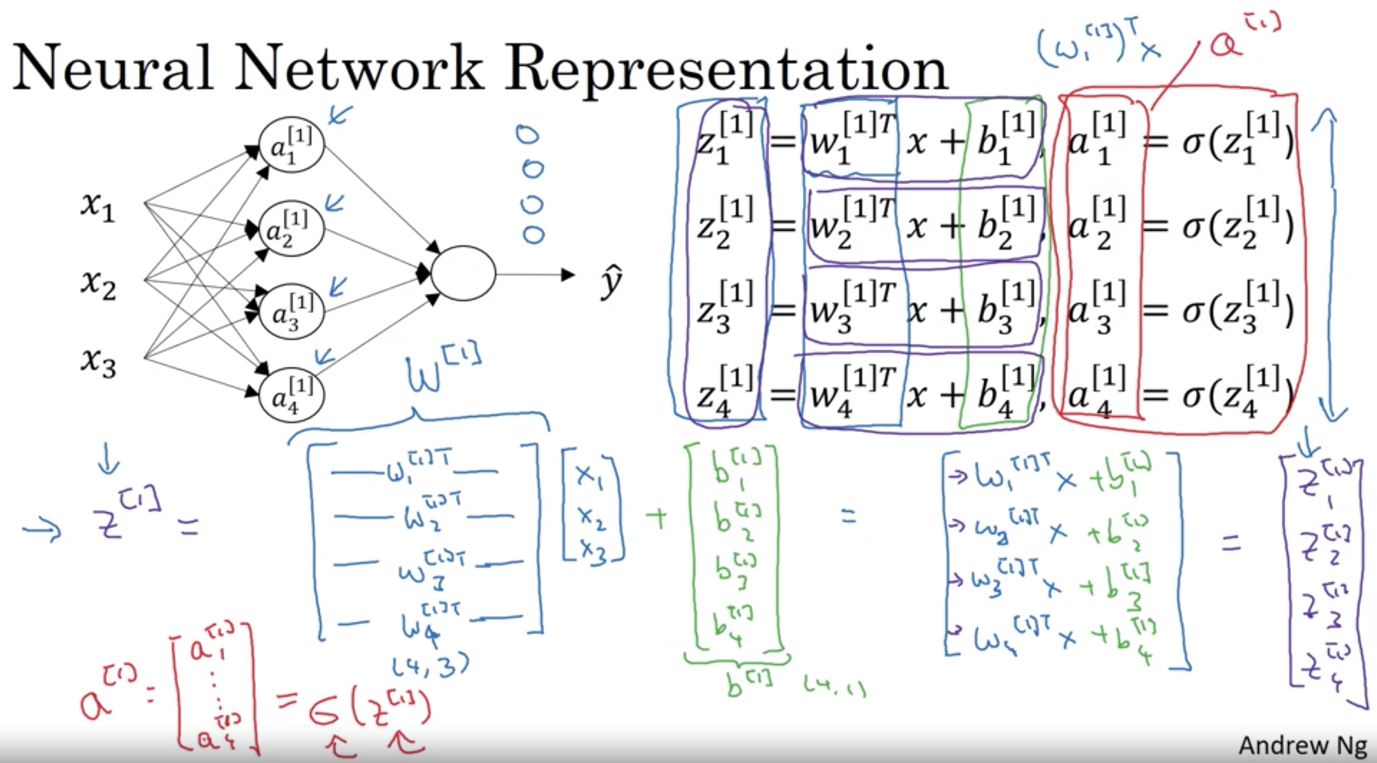 Neural Network Representation
(w₁^[1])^T x a^[1]
x₁
x₂
x₃
a₁^[1]
a₂^[1]
a₃^[1]
a₄^[1]
ŷ
z₁^[1] = w₁^[1]T x + b₁^[1], a₁^[1] = σ(z₁^[1])
z₂^[1] = w₂^[1]T x + b₂^[1], a₂^[1] = σ(z₂^[1])
z₃^[1] = w₃^[1]T x + b₃^[1], a₃^[1] = σ(z₃^[1])
z₄^[1] = w₄^[1]T x + b₄^[1], a₄^[1] = σ(z₄^[1])
W^[1]
→ z^[1] =
w₁^[1]T
w₂^[1]T
w₃^[1]T
w₄^[1]T
(4,3)
x₁
x₂
x₃
+
b₁^[1]
b₂^[1]
b₃^[1]
b₄^[1]
b^[1] (4,1)
=
→ w₁^[1]T x + b₁^[1]
→ w₂^[1]T x + b₂^[1]
→ w₃^[1]T x + b₃^[1]
→ w₄^[1]T x + b₄^[1]
=
z₁^[1]
z₂^[1]
z₃^[1]
z₄^[1]
a^[1] = [a₁^[1] ⋮ a₄^[1]] = σ(z^[1])
Andrew Ng